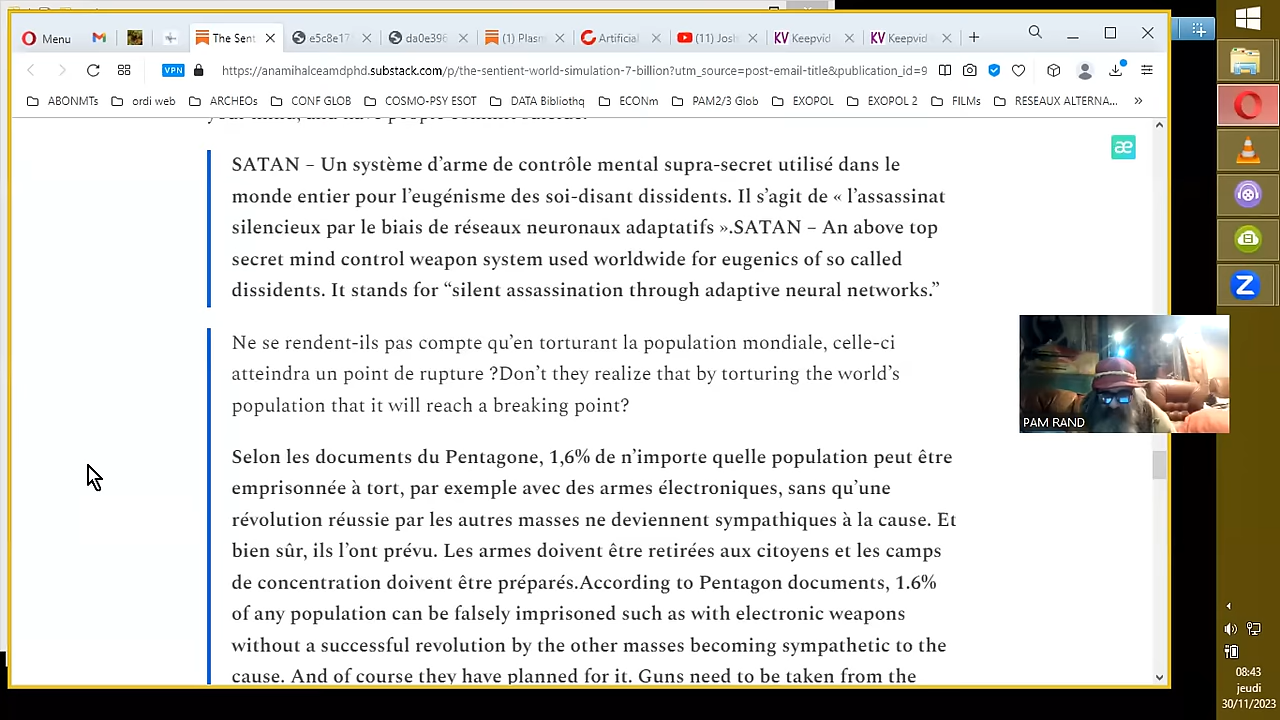 Menu
The Sent
e5c8e17
da0e396
(1) Plasm
Artificial
(11) Josh
KV Keepvid
KV Keepvid
VPN
https://anamihalceamdphd.substack.com/p/the-sentient-world-simulation-7-billion?utm_source=post-email-title&publication_id=9
ABONMTs
ordi web
ARCHEOs
CONF GLOB
COSMO-PSY ESOT
DATA Bibliothq
ECONm
PAM2/3 Glob
EXOPOL
EXOPOL 2
FILMs
RESEAUX ALTERNA...
æ
SATAN – Un système d’arme de contrôle mental supra-secret utilisé dans le
monde entier pour l’eugénisme des soi-disant dissidents. Il s’agit de « l’assassinat
silencieux par le biais de réseaux neuronaux adaptatifs ».SATAN – An above top
secret mind control weapon system used worldwide for eugenics of so called
dissidents. It stands for “silent assassination through adaptive neural networks.”
Ne se rendent-ils pas compte qu’en torturant la population mondiale, celle-ci
atteindra un point de rupture ?Don’t they realize that by torturing the world’s
population that it will reach a breaking point?
Selon les documents du Pentagone, 1,6% de n’importe quelle population peut être
emprisonnée à tort, par exemple avec des armes électroniques, sans qu’une
révolution réussie par les autres masses ne deviennent sympathiques à la cause. Et
bien sûr, ils l’ont prévu. Les armes doivent être retirées aux citoyens et les camps
de concentration doivent être préparés.According to Pentagon documents, 1.6%
of any population can be falsely imprisoned such as with electronic weapons
without a successful revolution by the other masses becoming sympathetic to the
cause. And of course they have planned for it. Guns need to be taken from the
PAM RAND
08:43
jeudi
30/11/2023